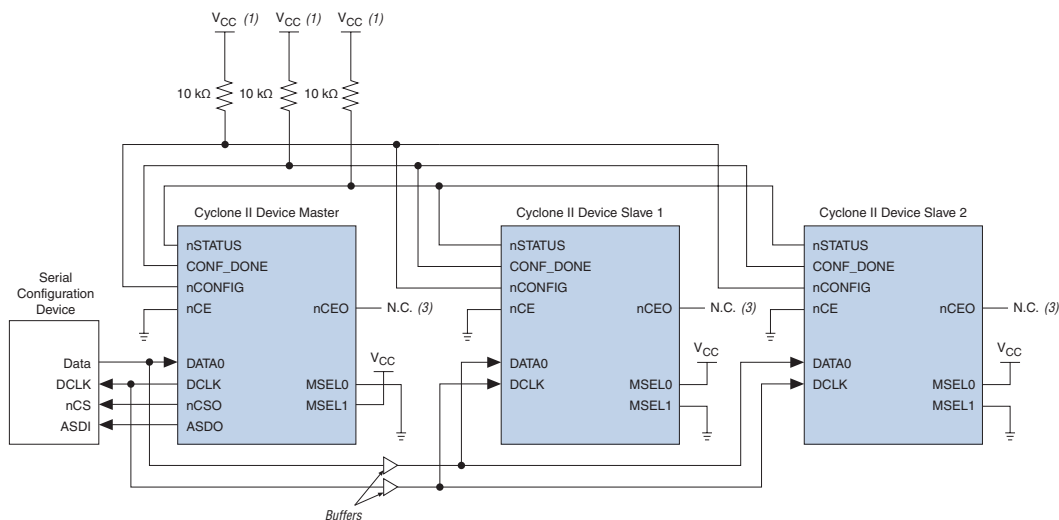 VCC (1) VCC (1) VCC (1)
10 kΩ 10 kΩ 10 kΩ
Cyclone II Device Master
nSTATUS
CONF_DONE
nCONFIG
nCE
nCEO
N.C. (3)
DATA0
DCLK
nCSO
ASDO
MSEL0
MSEL1
VCC
Cyclone II Device Slave 1
nSTATUS
CONF_DONE
nCONFIG
nCE
nCEO
N.C. (3)
DATA0
DCLK
MSEL0
MSEL1
VCC
Cyclone II Device Slave 2
nSTATUS
CONF_DONE
nCONFIG
nCE
nCEO
N.C. (3)
DATA0
DCLK
MSEL0
MSEL1
VCC
Serial
Configuration
Device
Data
DCLK
nCS
ASDI
Buffers